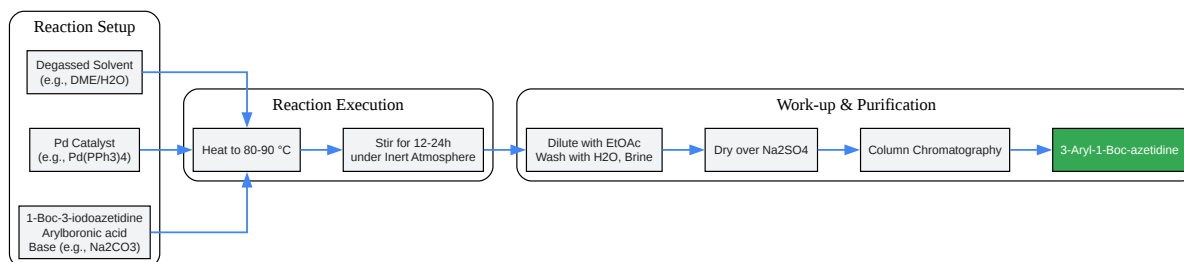 Reaction Setup
Degassed Solvent
(e.g., DME/H2O)
Pd Catalyst
(e.g., Pd(PPh3)4)
1-Boc-3-iodoazetidine
Arylboronic acid
Base (e.g., Na2CO3)
Reaction Execution
Heat to 80-90 °C
Stir for 12-24h
under Inert Atmosphere
Work-up & Purification
Dilute with EtOAc
Wash with H2O, Brine
Dry over Na2SO4
Column Chromatography
3-Aryl-1-Boc-azetidine